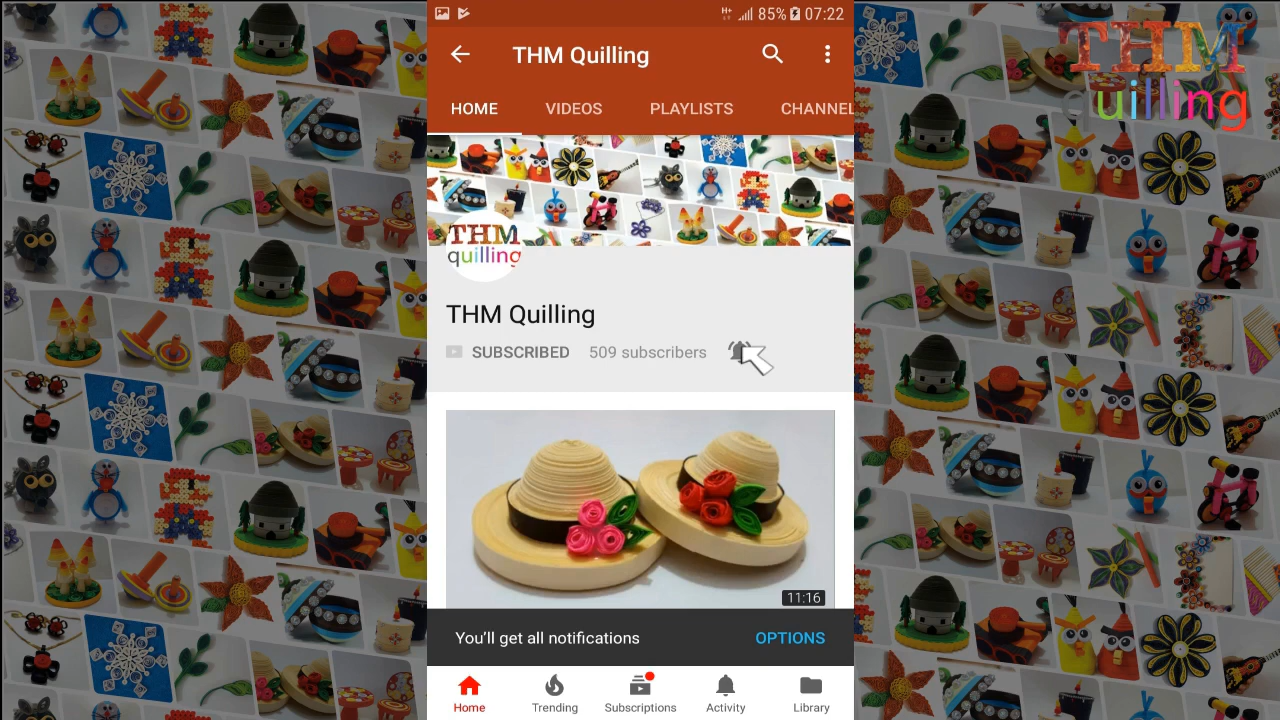 H+
85%
07:22
THM Quilling
HOME
VIDEOS
PLAYLISTS
CHANNEL
THM
quilling
THM Quilling
SUBSCRIBED
509 subscribers
11:16
You'll get all notifications
OPTIONS
Home
Trending
Subscriptions
Activity
Library
THM
quilling